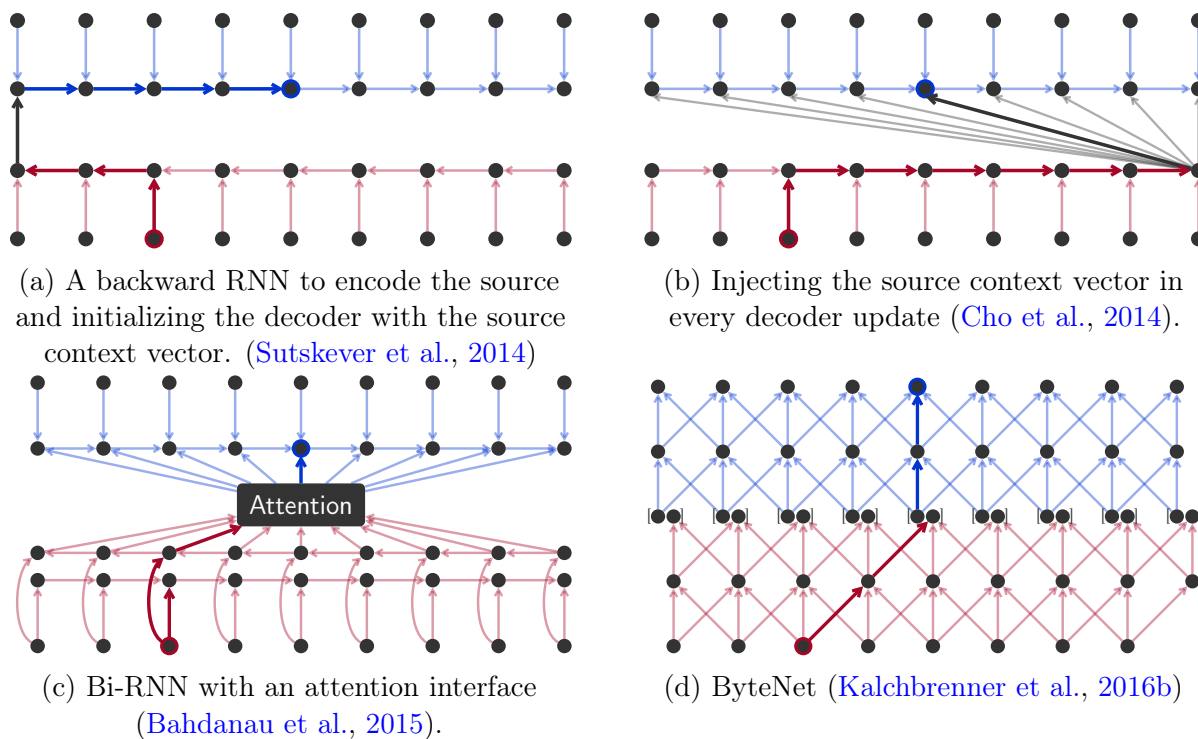 (a) A backward RNN to encode the source
and initializing the decoder with the source
context vector. (Sutskever et al., 2014)
(b) Injecting the source context vector in
every decoder update (Cho et al., 2014).
Attention
(c) Bi-RNN with an attention interface
(Bahdanau et al., 2015).
[ ] [ ] [ ] [ ] [ ] [ ] [ ] [ ] [ ]
(d) ByteNet (Kalchbrenner et al., 2016b)